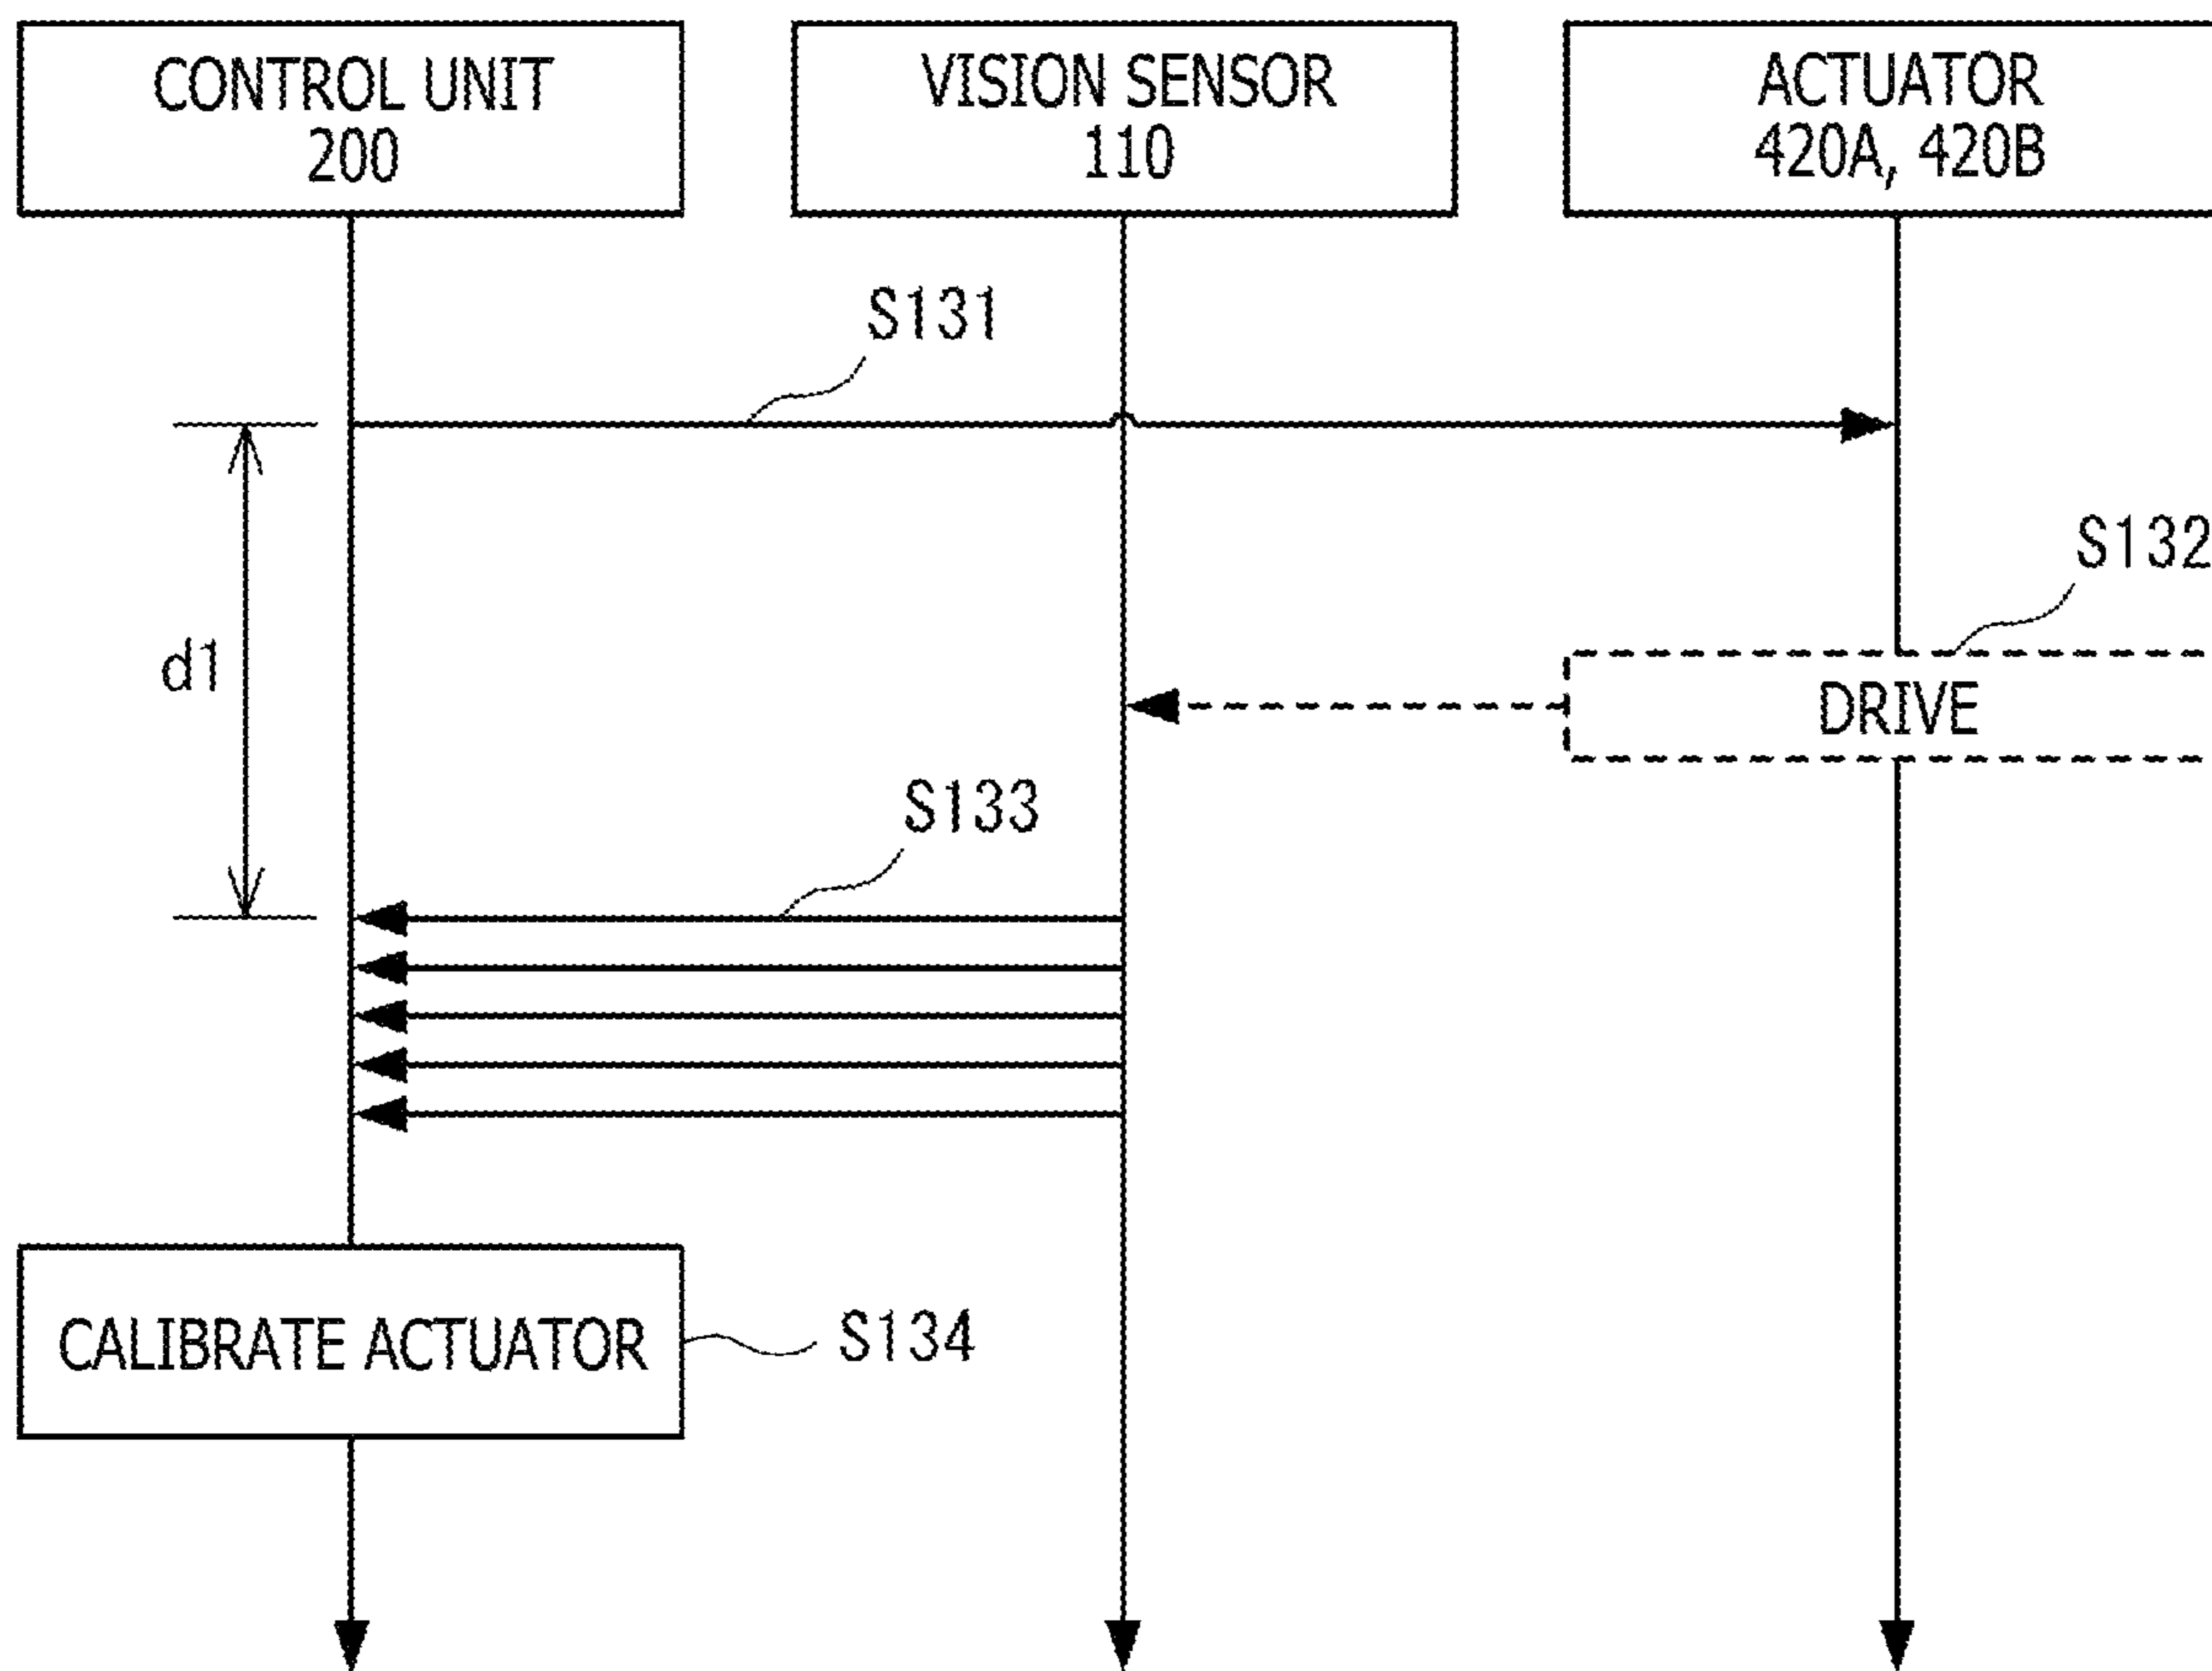 CONTROL UNIT
200
VISION SENSOR
110
ACTUATOR
420A, 420B
S131
S132
d1
DRIVE
S133
CALIBRATE ACTUATOR
S134